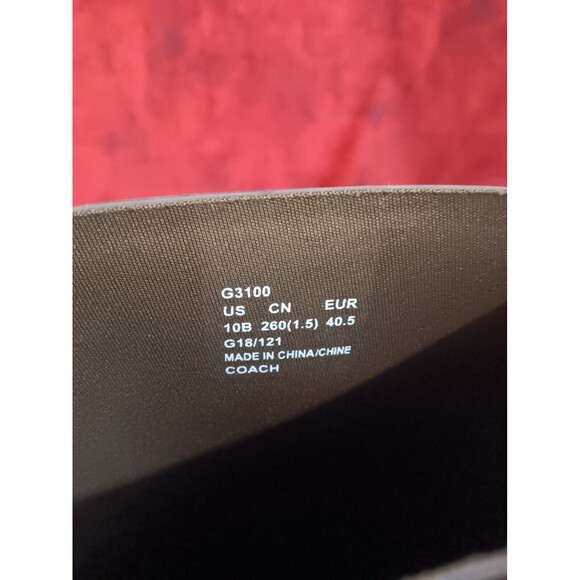 G3100
US CN EUR
10B 260(1.5) 40.5
G18/121
MADE IN CHINA/CHINE
COACH